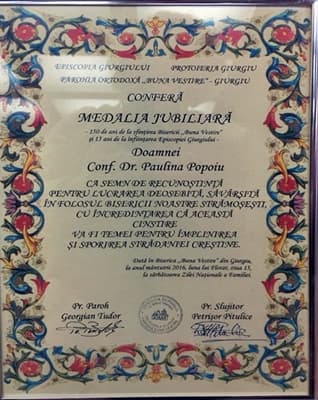 EPISCOPIA GIURGIULUI PROTOIERIA GIURGIU
PAROHIA ORTODOXĂ „BUNA VESTIRE” - GIURGIU
CONFERĂ
MEDALIA JUBILIARĂ
- 150 de ani de la sfințirea Bisericii „Buna Vestire”
și 15 ani de la înființarea Episcopiei Giurgiului -
Doamnei
Conf. Dr. Paulina Popoiu
CA SEMN DE RECUNOȘTINȚĂ
PENTRU LUCRAREA DEOSEBITĂ, SĂVÂRȘITĂ
ÎN FOLOSUL BISERICII NOASTRE STRĂMOȘEȘTI,
CU ÎNCREDINȚAREA CĂ ACEASTĂ
CINSTIRE
VA FI TEMEI PENTRU ÎMPLINIREA
ȘI SPORIREA STRĂDANIEI CREȘTINE.
Dată în Biserica „Buna Vestire” din Giurgiu,
la anul mântuirii 2016, luna lui Florar, ziua 15,
la sărbătoarea Zilei Naționale a Familiei.
Pr. Paroh Pr. Slujitor
Georgian Tudor Petrișor Pitulice